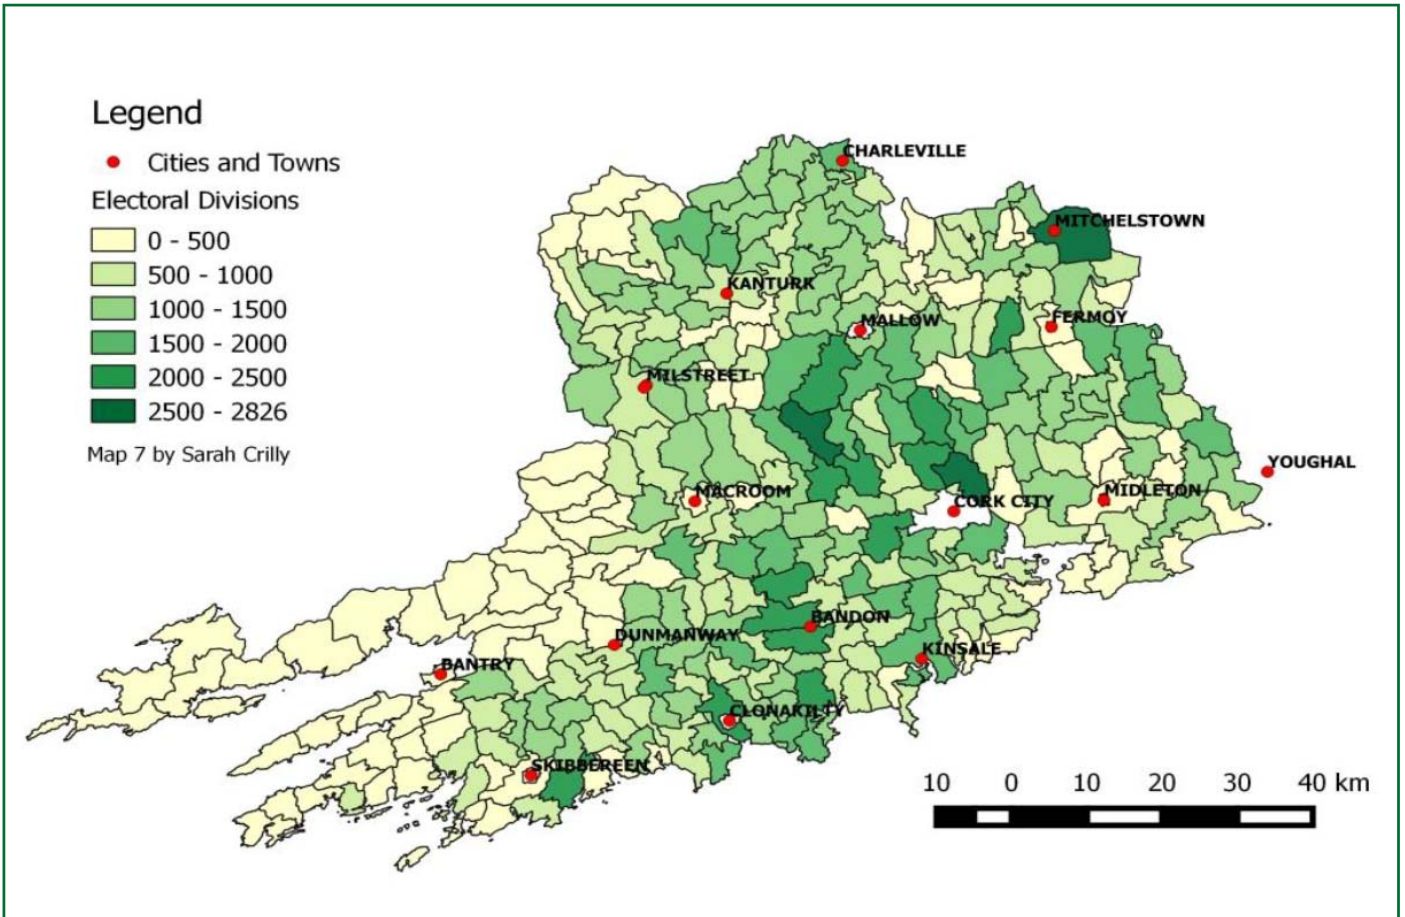 Legend
Cities and Towns
Electoral Divisions
0 - 500
500 - 1000
1000 - 1500
1500 - 2000
2000 - 2500
2500 - 2826
Map 7 by Sarah Crilly
CHARLEVILLE
MITCHELSTOWN
KANTURK
MALLOW
FERMOY
MILSTREET
YOUGHAL
MACROOM
MIDLETON
CORK CITY
BANDON
DUNMANWAY
KINSALE
BANTRY
CLONAKILTY
SKIBBEREEN
10 0 10 20 30 40 km